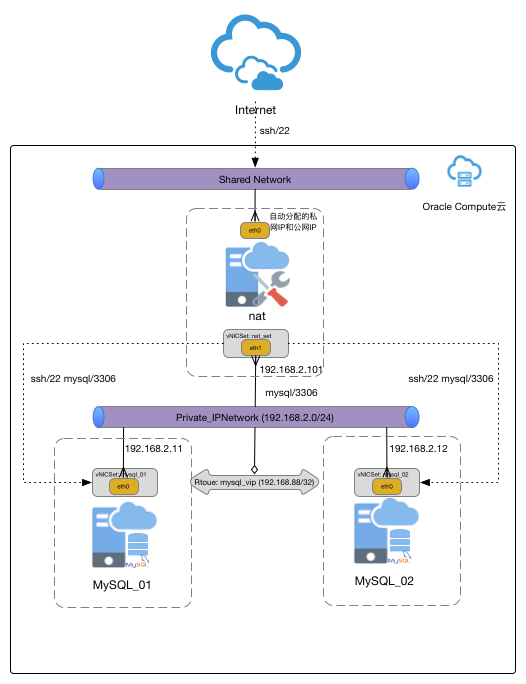 Internet
ssh/22
Shared Network
Oracle Compute云
自动分配的私
网IP和公网IP
eth0
nat
vNICSet: nat_set
eth1
192.168.2.101
ssh/22 mysql/3306
ssh/22 mysql/3306
mysql/3306
Private_IPNetwork (192.168.2.0/24)
192.168.2.11
192.168.2.12
vNICSet: mysql_01
eth0
Rtoue: mysql_vip (192.168.88/32)
vNICSet: mysql_02
eth0
MySQL
MySQL
MySQL_01
MySQL_02